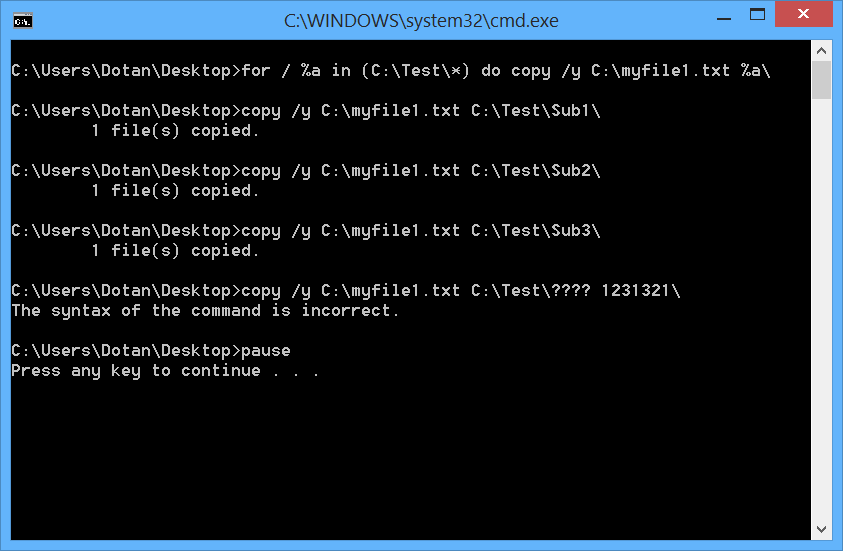 C:\WINDOWS\system32\cmd.exe
C:\Users\Dotan\Desktop>for / %a in (C:\Test\*) do copy /y C:\myfile1.txt %a\
C:\Users\Dotan\Desktop>copy /y C:\myfile1.txt C:\Test\Sub1\
1 file(s) copied.
C:\Users\Dotan\Desktop>copy /y C:\myfile1.txt C:\Test\Sub2\
1 file(s) copied.
C:\Users\Dotan\Desktop>copy /y C:\myfile1.txt C:\Test\Sub3\
1 file(s) copied.
C:\Users\Dotan\Desktop>copy /y C:\myfile1.txt C:\Test\???? 1231321\
The syntax of the command is incorrect.
C:\Users\Dotan\Desktop>pause
Press any key to continue . . .